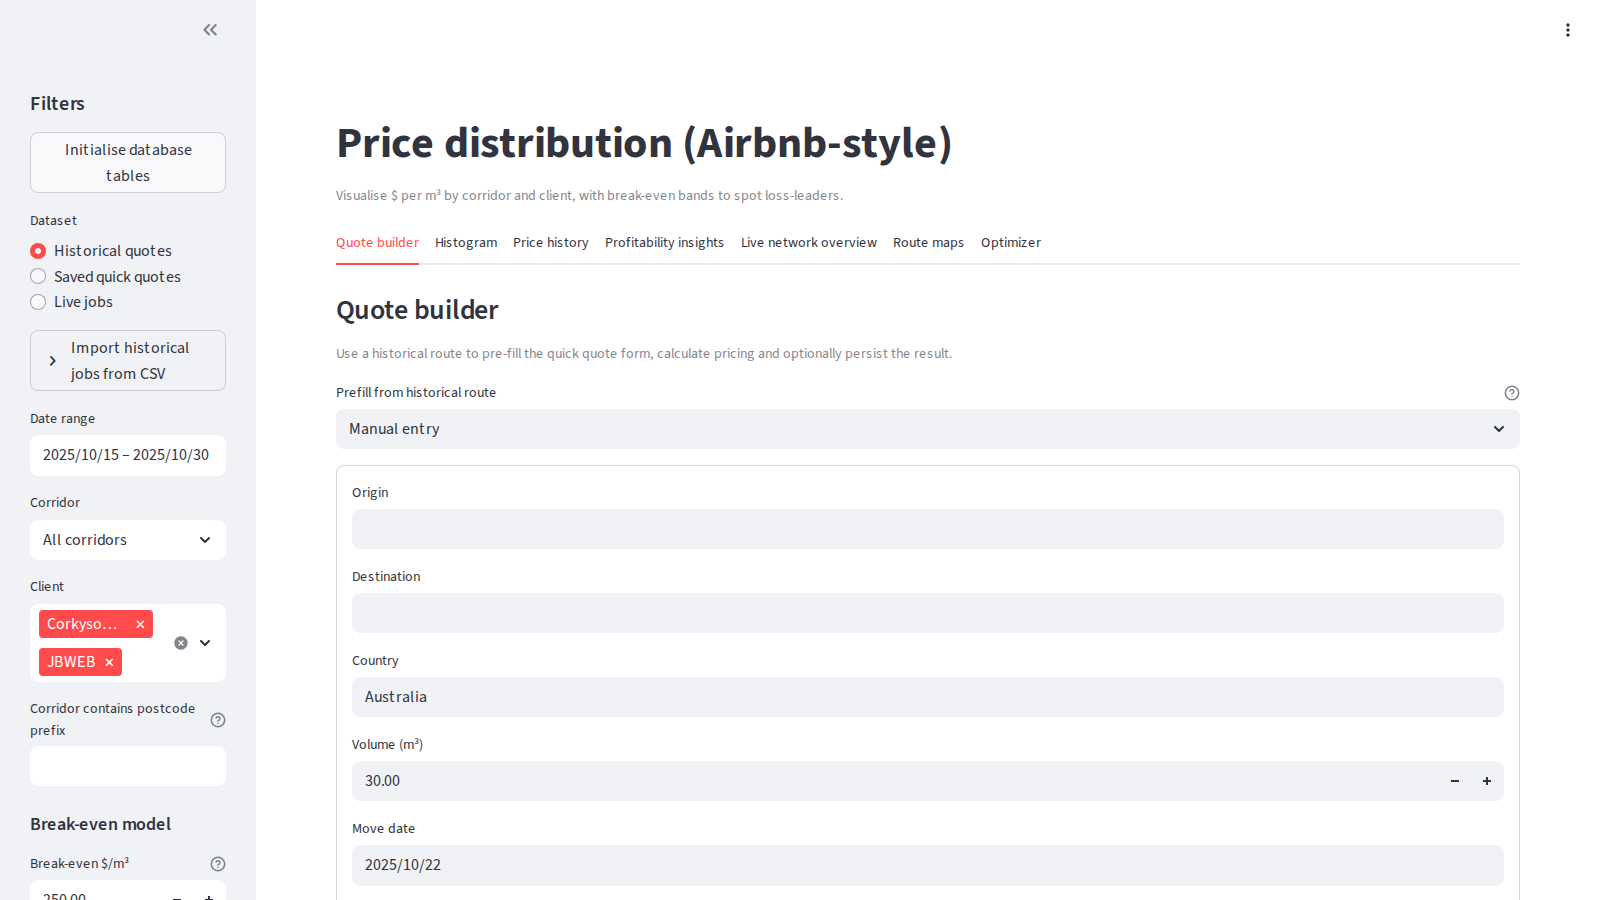 Filters
Initialise database
tables
Dataset
Historical quotes
Saved quick quotes
Live jobs
Import historical
jobs from CSV
Date range
2025/10/15 – 2025/10/30
Corridor
All corridors
Client
Corkyso...
JBWEB
Corridor contains postcode
prefix
Break-even model
Break-even $/m³
250.00
Price distribution (Airbnb-style)
Visualise $ per m³ by corridor and client, with break-even bands to spot loss-leaders.
Quote builder Histogram Price history Profitability insights Live network overview Route maps Optimizer
Quote builder
Use a historical route to pre-fill the quick quote form, calculate pricing and optionally persist the result.
Prefill from historical route
Manual entry
Origin
Destination
Country
Australia
Volume (m³)
30.00
Move date
2025/10/22